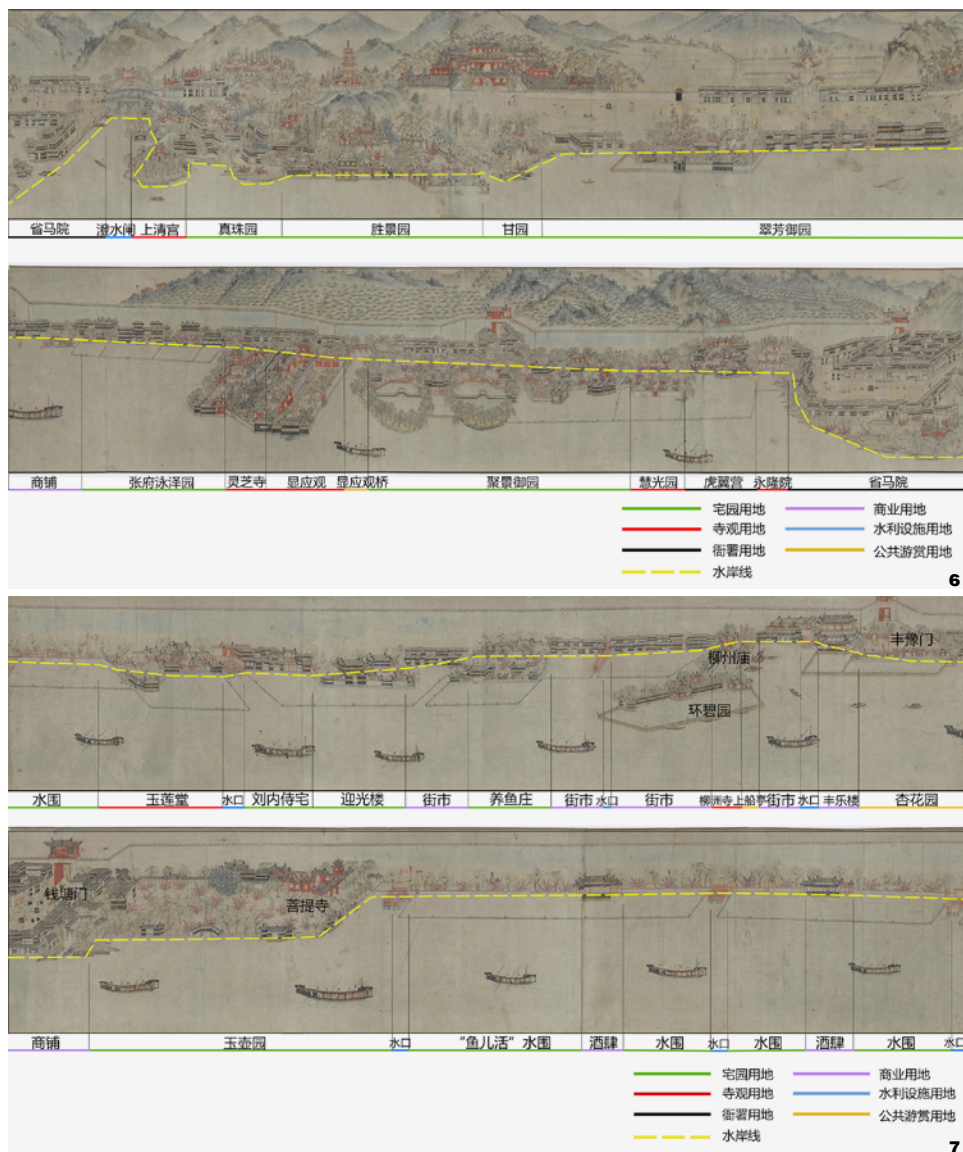 省马院 澄水闸 上清宫 真珠园 胜景园 甘园 翠芳御园
商铺 张府泳泽园 灵芝寺 显应观 显应观桥 聚景御园 慧光园 虎翼营 永隆院 省马院
宅园用地 商业用地
寺观用地 水利设施用地
衙署用地 公共游赏用地
水岸线
6
丰豫门
柳州庙
环碧园
水围 玉莲堂 水口 刘内侍宅 迎光楼 街市 养鱼庄 街市 水口 街市 柳洲寺 上船亭 街市 水口 丰乐楼 杏花园
钱塘门
菩提寺
商铺 玉壶园 水口 “鱼儿活”水围 酒肆 水围 水口 水围 酒肆 水围 水口
宅园用地 商业用地
寺观用地 水利设施用地
衙署用地 公共游赏用地
水岸线
7